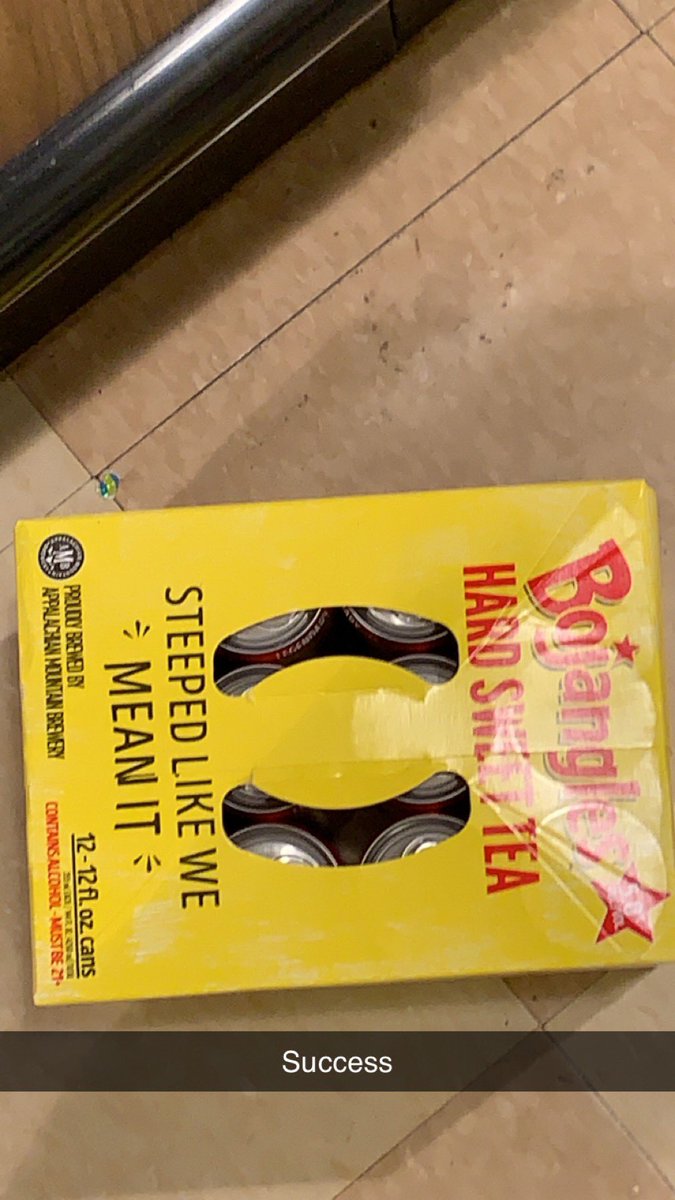 Bojangles
HARD SWEET TEA
STEEPED LIKE WE
MEAN IT
PROUDLY BREWED BY
APPALACHIAN MOUNTAIN BREWERY
AMB
12 - 12 fl. oz. cans
CONTAINS ALCOHOL - MUST BE 21+
Success